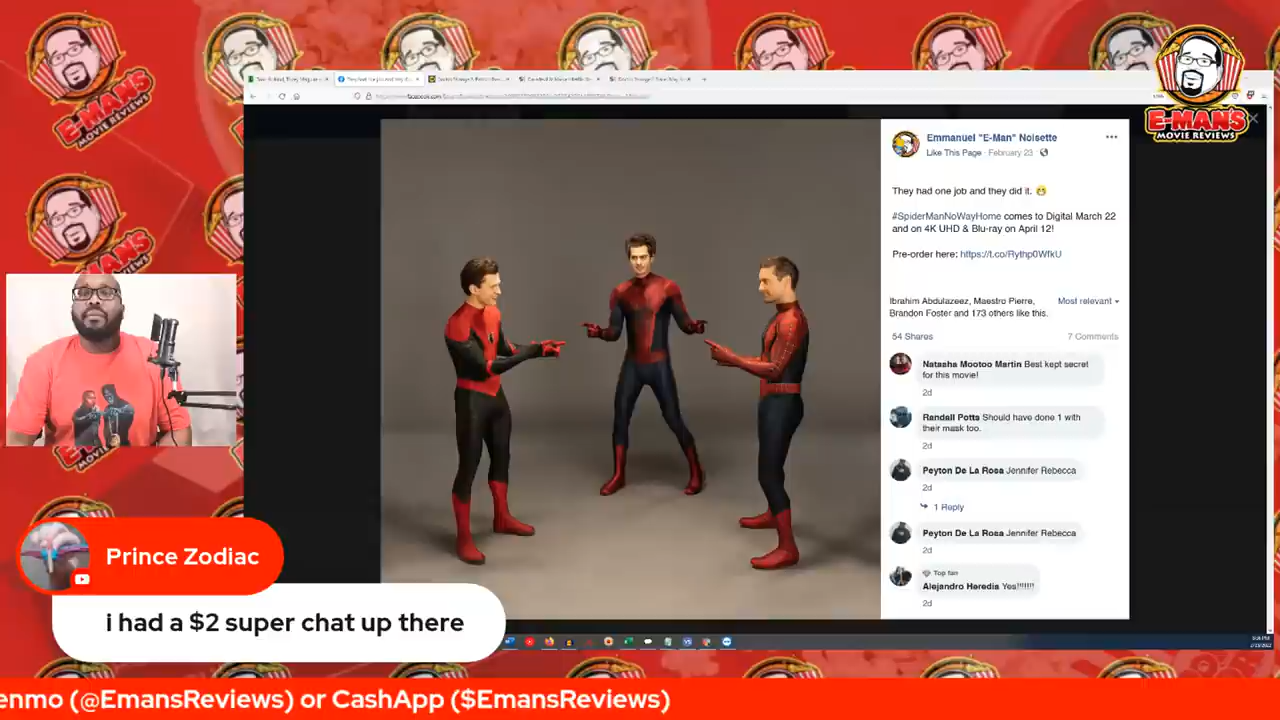 E-MANS
MOVIE REVIEWS
E-MANS
MOVIE REVIEWS
Emmanuel "E-Man" Noisette
Like This Page · February 23
They had one job and they did it. 😁
#SpiderManNoWayHome comes to Digital March 22
and on 4K UHD & Blu-ray on April 12!
Pre-order here: https://t.co/Rythp0WfkU
Ibrahim Abdulazeez, Maestro Pierre,
Brandon Foster and 173 others like this.
Most relevant
54 Shares
7 Comments
Natasha Mootoo Martin Best kept secret
for this movie!
2d
Randall Potts Should have done 1 with
their mask too.
2d
Peyton De La Rosa Jennifer Rebecca
2d
1 Reply
Peyton De La Rosa Jennifer Rebecca
2d
Top fan
Alejandro Heredia Yes!!!!!!!
2d
Prince Zodiac
i had a $2 super chat up there
enmo (@EmansReviews) or CashApp ($EmansReviews)